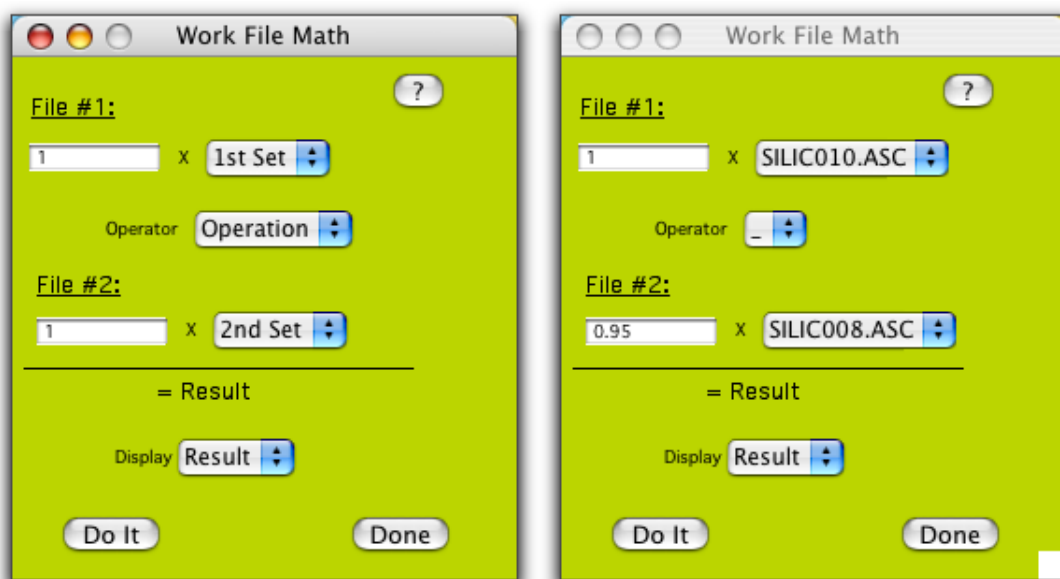 Work File Math
?
File #1:
1 x 1st Set
Operator Operation
File #2:
1 x 2nd Set
= Result
Display Result
Do It Done
Work File Math
?
File #1:
1 x SILIC010.ASC
Operator _
File #2:
0.95 x SILIC008.ASC
= Result
Display Result
Do It Done